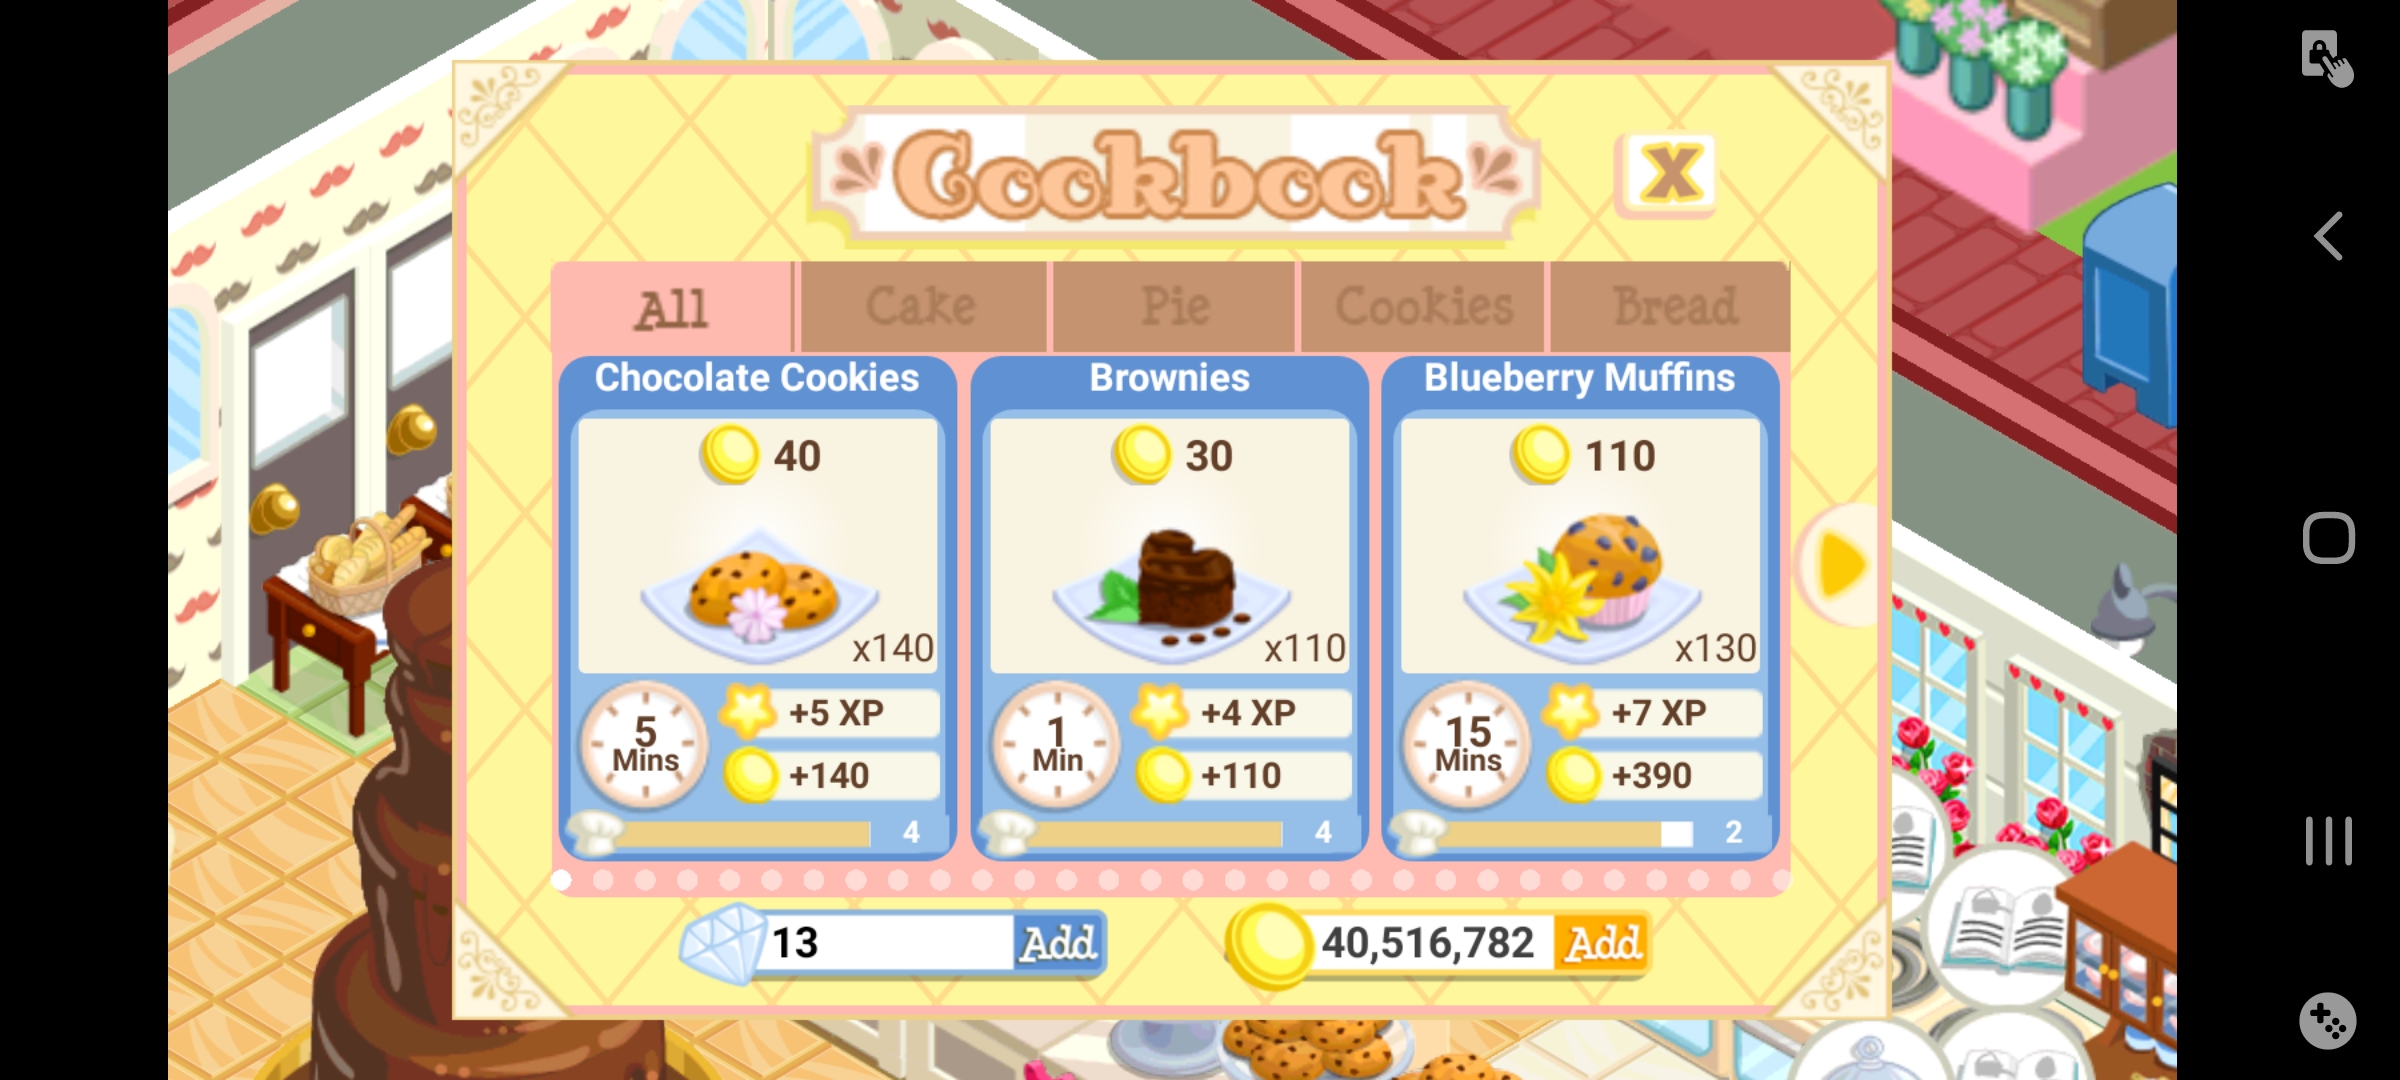 Cookbook
X
All
Cake
Pie
Cookies
Bread
Chocolate Cookies
40
x140
5
Mins
+5 XP
+140
4
Brownies
30
x110
1
Min
+4 XP
+110
4
Blueberry Muffins
110
x130
15
Mins
+7 XP
+390
2
13
Add
40,516,782
Add